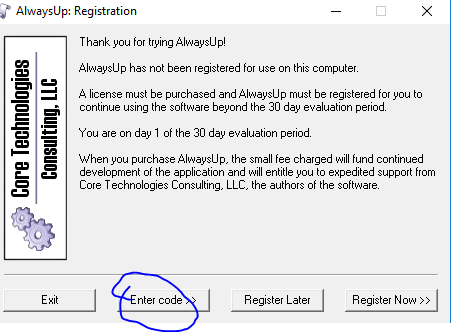 AlwaysUp: Registration
Core Technologies
Consulting, LLC
Thank you for trying AlwaysUp!
AlwaysUp has not been registered for use on this computer.
A license must be purchased and AlwaysUp must be registered for you to
continue using the software beyond the 30 day evaluation period.
You are on day 1 of the 30 day evaluation period.
When you purchase AlwaysUp, the small fee charged will fund continued
development of the application and will entitle you to expedited support from
Core Technologies Consulting, LLC, the authors of the software.
Exit
Enter code >>
Register Later
Register Now >>